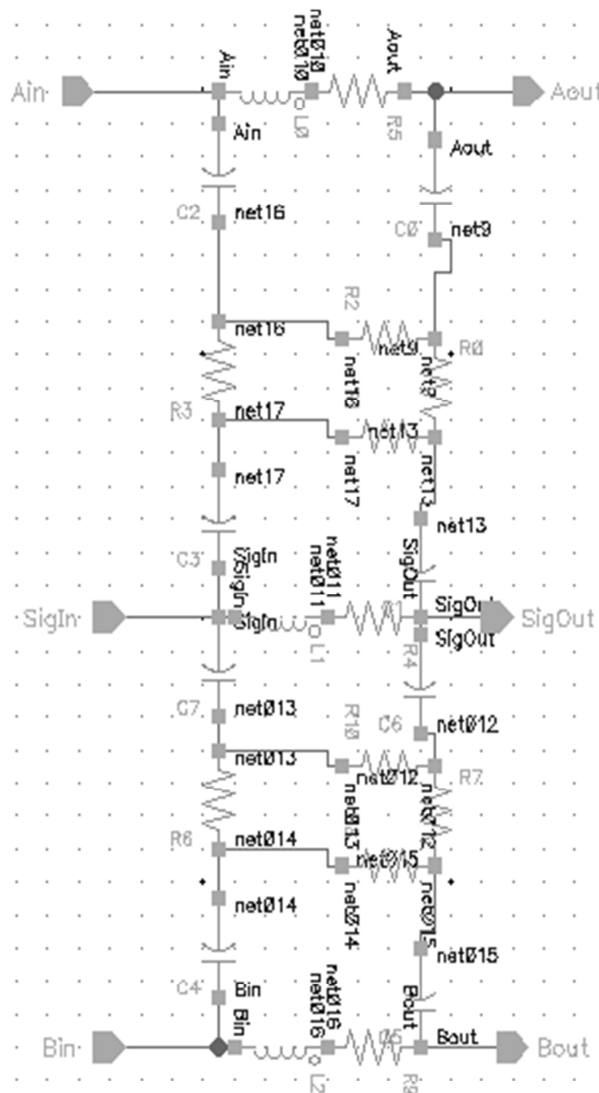 Ain
net010
net010
Aout
Ain
Aout
L0
R5
Ain
Aout
C2
net16
C0
net9
R2
net16
net9
R0
net16
net9
R3
net17
net13
net17
net17
net13
net13
C3
SigIn
net011
net011
SigOut
SigIn
SigIn
SigIn
SigOut
SigOut
SigOut
L1
R4
C7
net013
R10
C6
net012
net013
net012
R7
net013
net012
R6
net014
net015
net014
net014
net015
net015
C4
Bin
net016
net016
Bout
Bin
Bin
C5
Bout
Bout
L2
R9